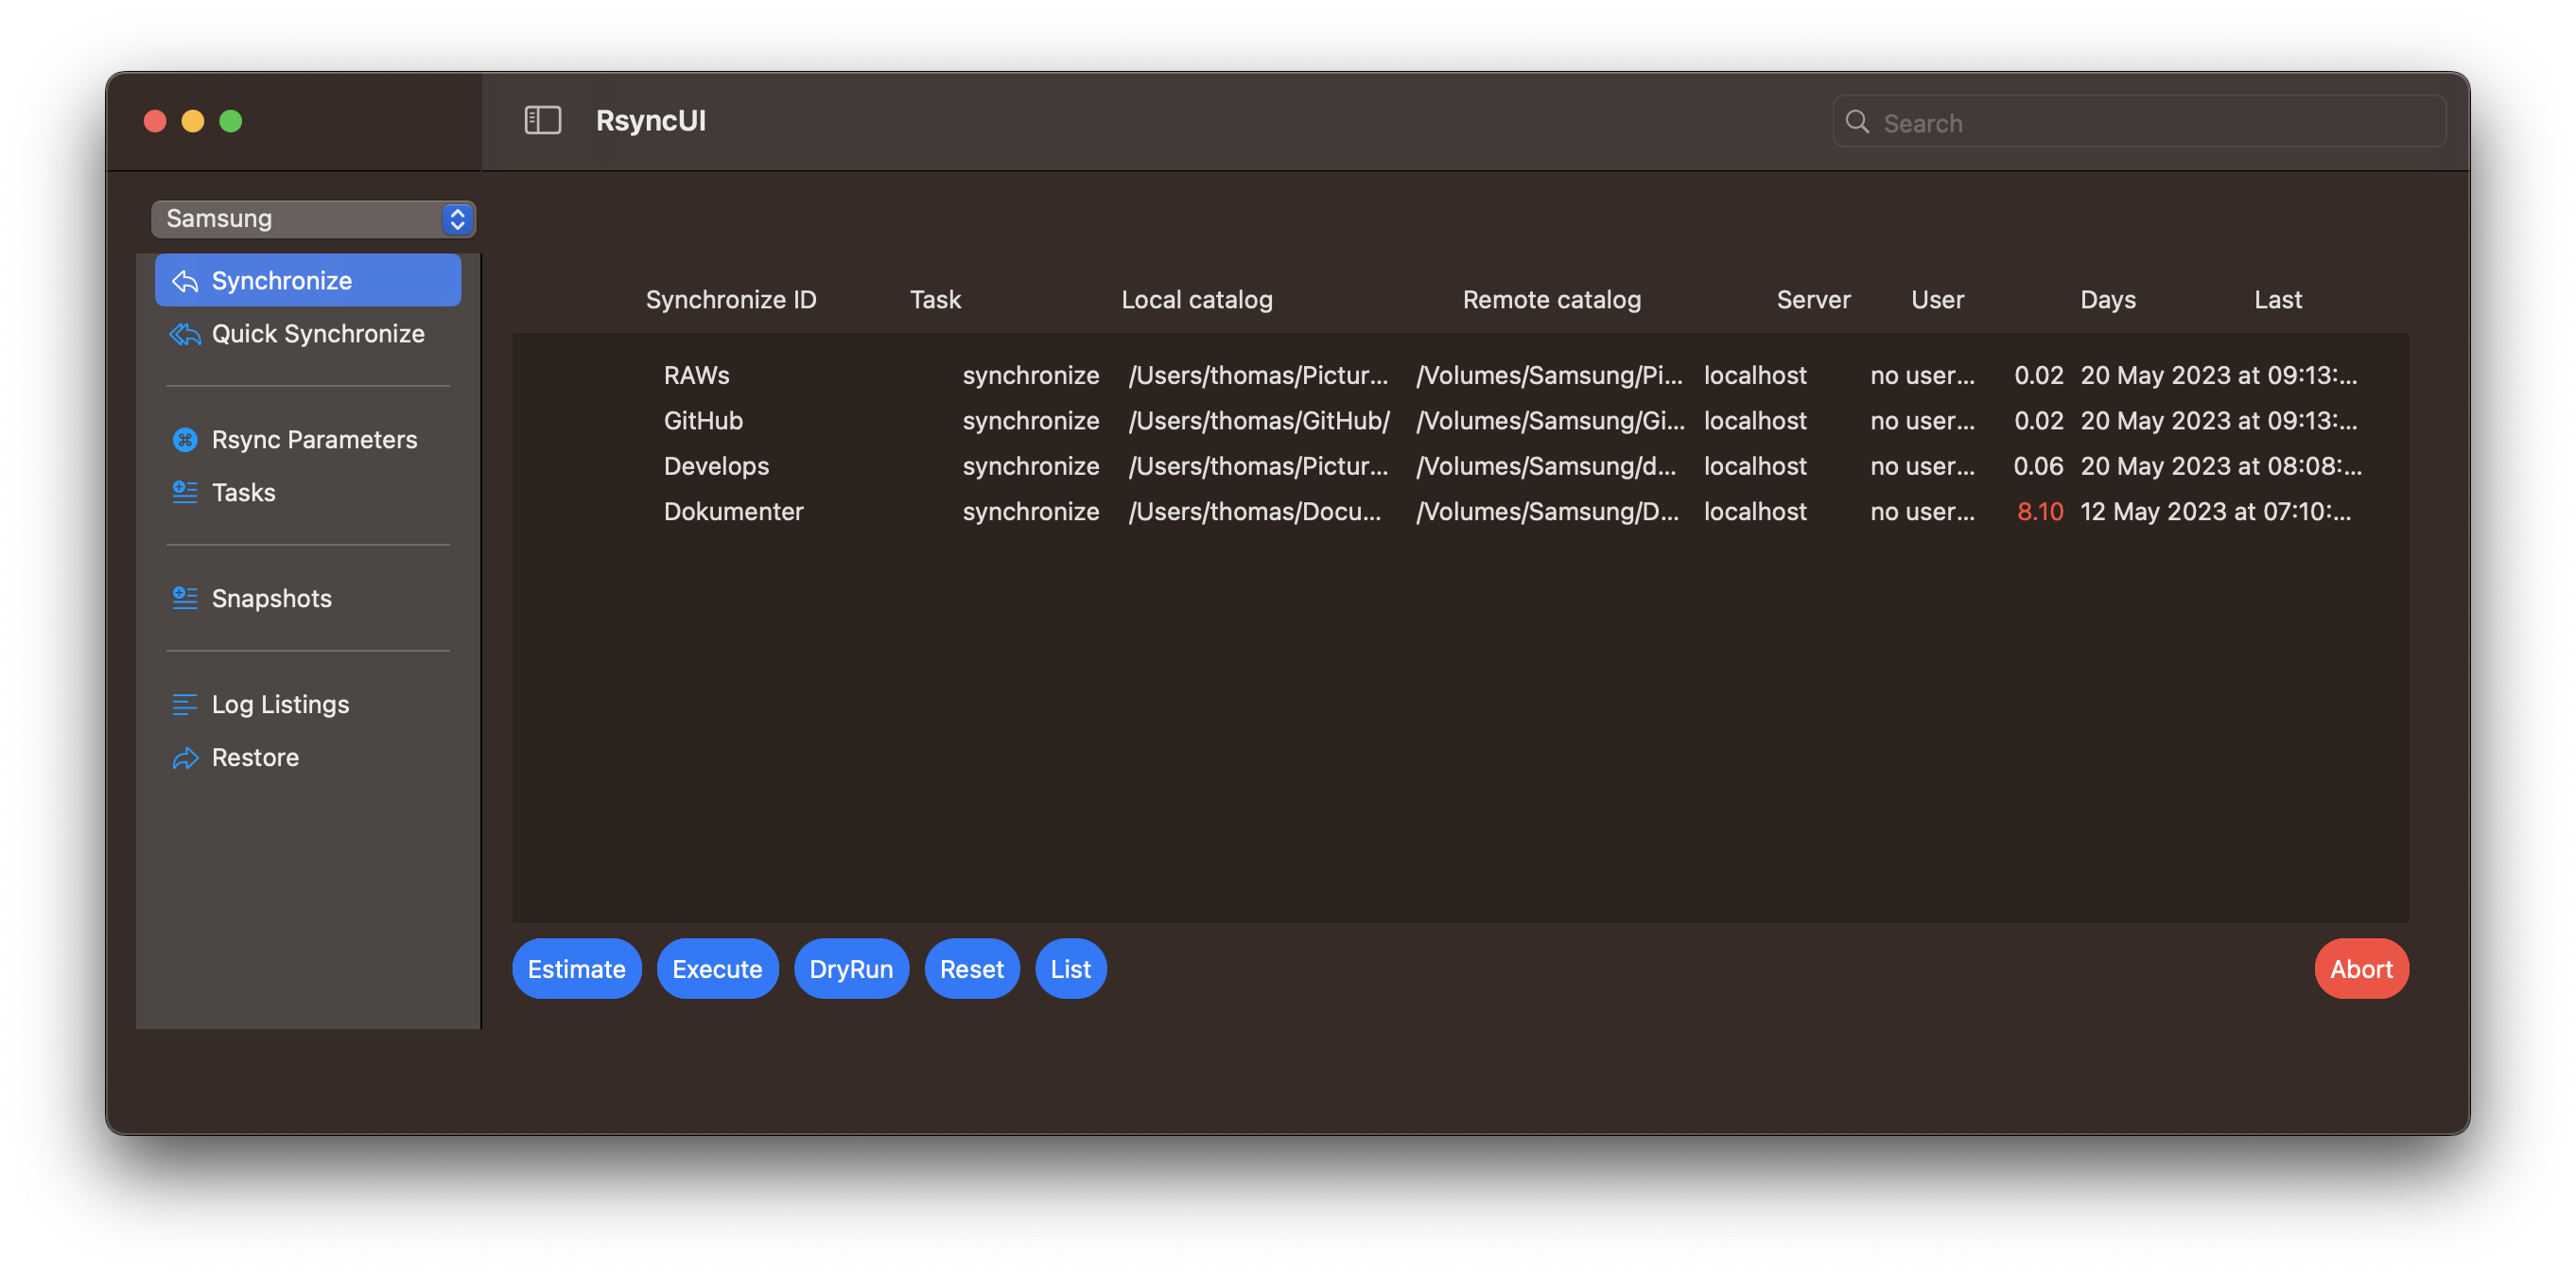 RsyncUI
Search
Samsung
Synchronize
Quick Synchronize
Rsync Parameters
Tasks
Snapshots
Log Listings
Restore
Synchronize ID Task Local catalog Remote catalog Server User Days Last
RAWs synchronize /Users/thomas/Pictur... /Volumes/Samsung/Pi... localhost no user... 0.02 20 May 2023 at 09:13:...
GitHub synchronize /Users/thomas/GitHub/ /Volumes/Samsung/Gi... localhost no user... 0.02 20 May 2023 at 09:13:...
Develops synchronize /Users/thomas/Pictur... /Volumes/Samsung/d... localhost no user... 0.06 20 May 2023 at 08:08:...
Dokumenter synchronize /Users/thomas/Docu... /Volumes/Samsung/D... localhost no user... 8.10 12 May 2023 at 07:10:...
Estimate Execute DryRun Reset List Abort